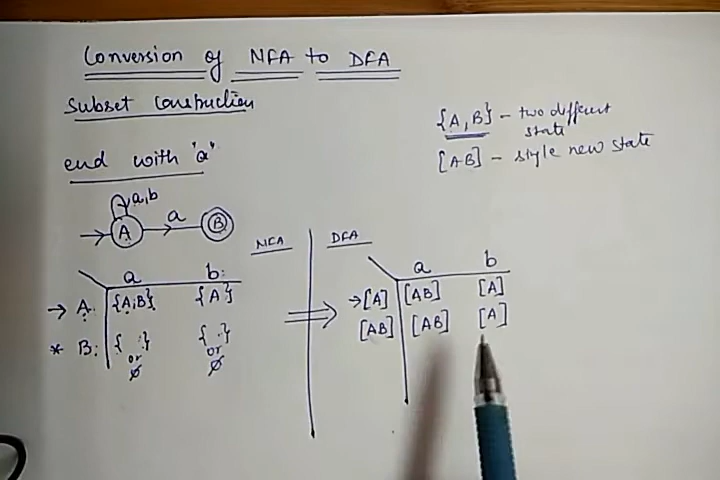 Conversion of NFA to DFA
Subset Construction
{A, B} - two different state
[AB] - single new state
end with "a"
a,b
a
A
B
NFA
DFA
a b:
→ A: {A,B} {A}
* B: { } { }
or or
ø ø
a b
→[A] [AB] [A]
[AB] [AB] [A]